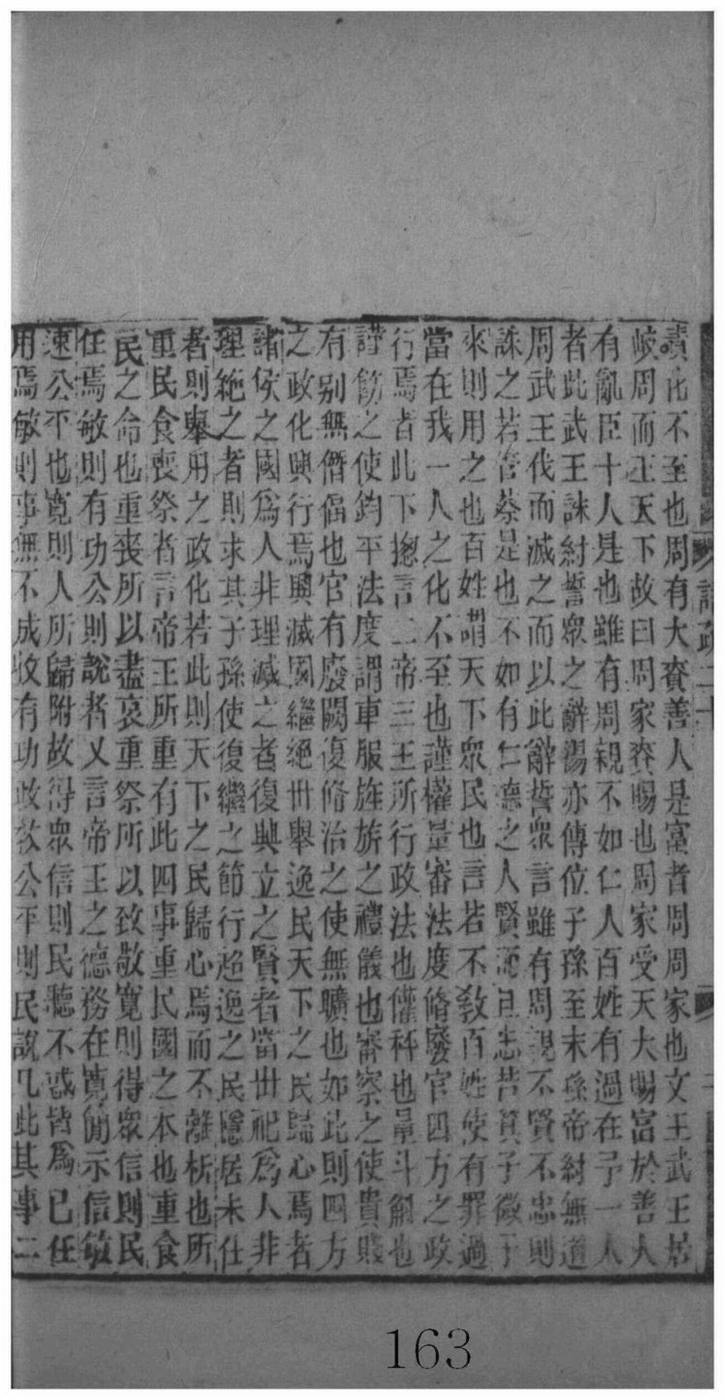 責化不至也周有大賚善人是富者周周家也文王武王居
岐周而王天下故曰周家賚賜也周家受天大賜富於善人
有亂臣十人是也雖有周親不如仁人百姓有過在予一人
者此武王誅紂誓眾之辭湯亦傳位子孫至末孫帝紂無道
周武王伐而滅之而以此辭誓眾言雖有周親不賢不忠則
誅之若管蔡是也不如有仁德之人賢而且忠若箕子微子
來則用之也百姓謂天下眾民也言若不教百姓使有罪過
當在我一人之化不至也謹權量審法度脩廢官四方之政
行焉者此下揔言二帝三王所行政法也權秤也量斗斛也
謹飭之使鈞平法度謂車服旌旂之禮儀也審察之使貴賤
有別無僭偪也官有廢闕復脩治之使無曠也如此則四方
之政化興行焉興滅國繼絕世舉逸民天下之民歸心焉者
諸侯之國為人非理滅之者復興立之賢者當世祀為人非
理絕之者則求其子孫使復繼之節行超逸之民隱居未仕
者則舉用之政化若此則天下之民歸心焉而不離析也所
重民食喪祭者言帝王所重有此四事重民國之本也重食
民之命也重喪所以盡哀重祭所以致敬寬則得眾信則民
任焉敏則有功公則說者又言帝王之德務在寬簡示信敏
速公平也寬則人所歸附故得眾信則民聽不惑皆為已任
用焉敏則事無不成故有功政教公平則民說凡此其事二
語疏二十
163